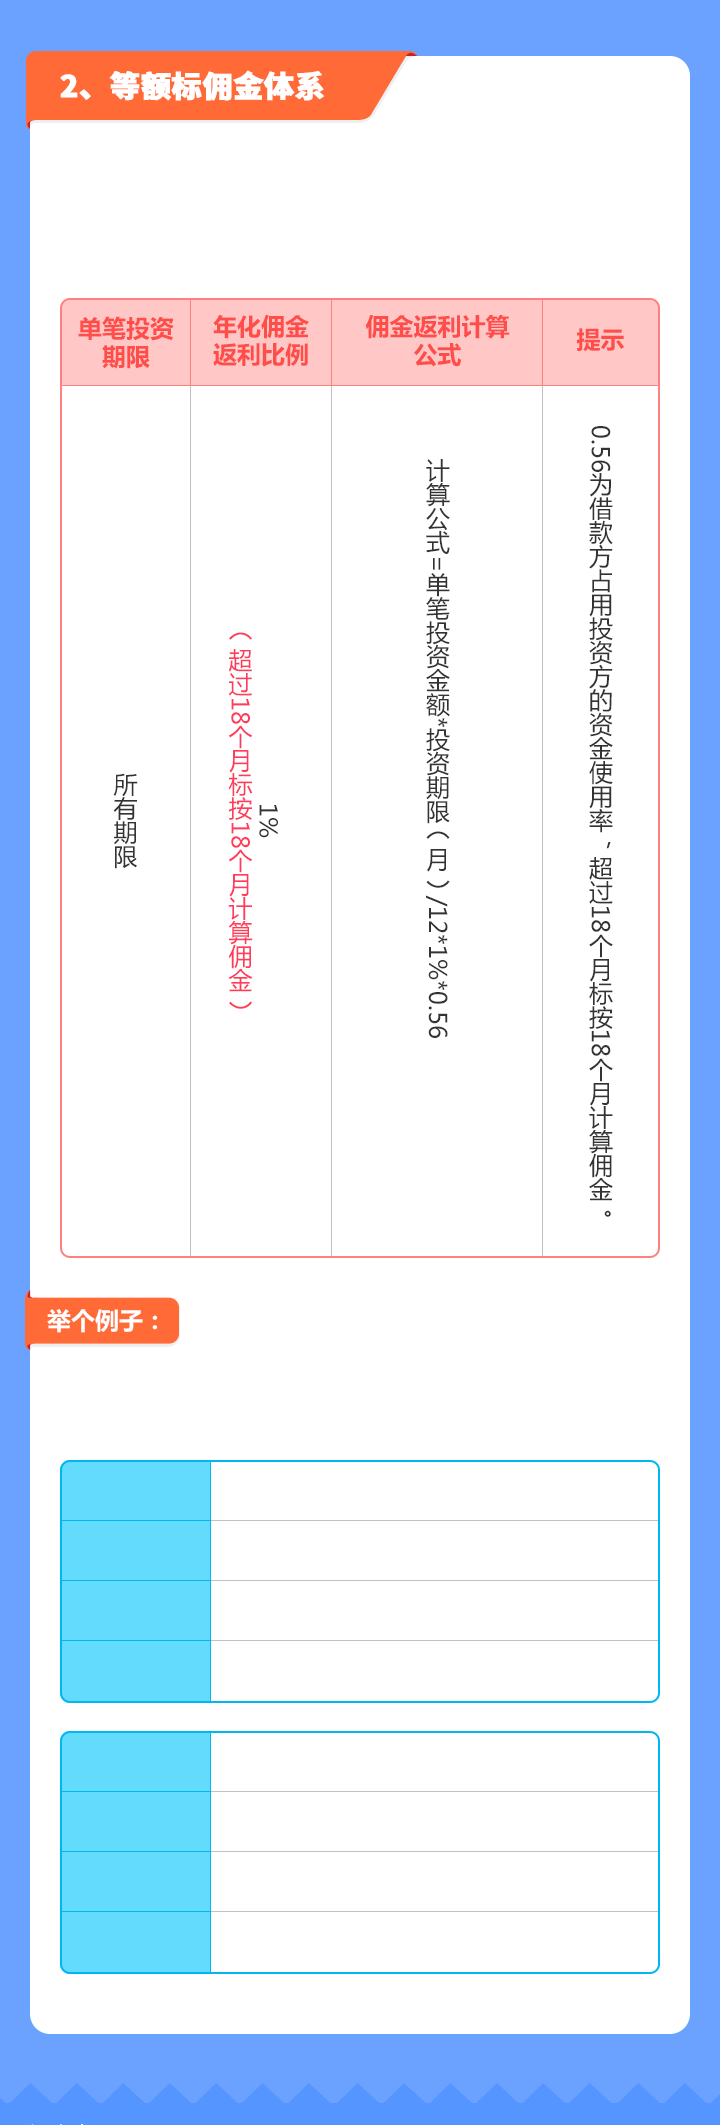 2、等额标佣金体系
单笔投资
期限
年化佣金
返利比例
佣金返利计算
公式
提示
所有期限
1%
（超过18个月标按18个月计算佣金）
计算公式=单笔投资金额*投资期限（月）/12*1%*0.56
0.56为借款方占用投资方的资金使用率，超过18个月标按18个月计算佣金。
举个例子：